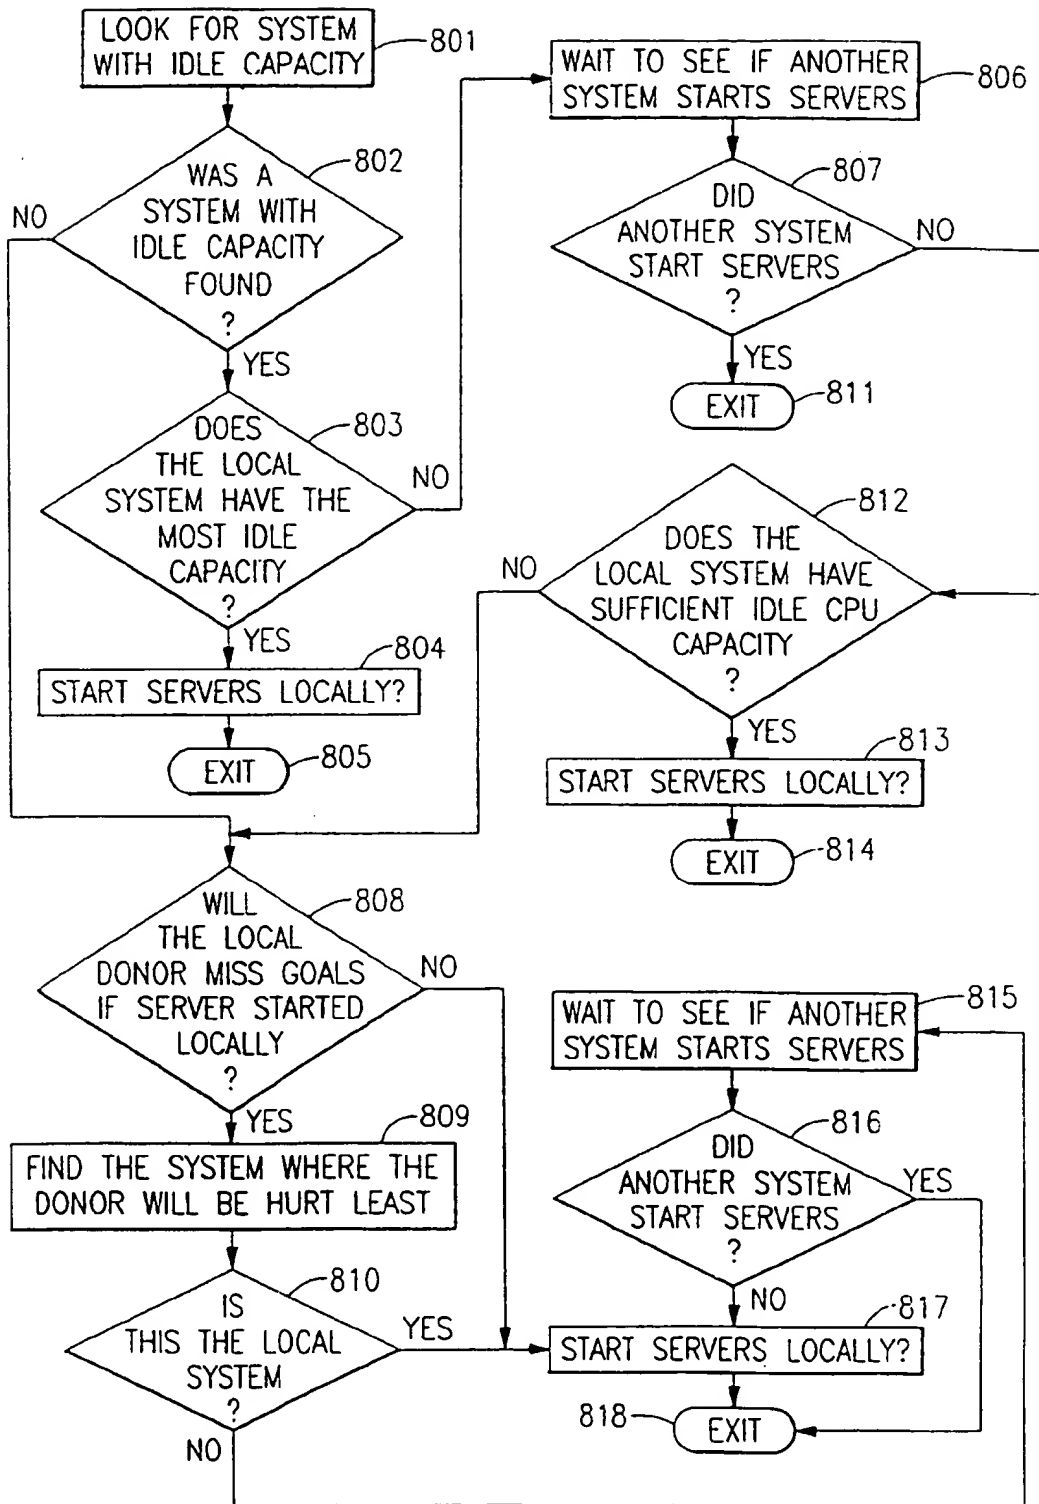 LOOK FOR SYSTEM
WITH IDLE CAPACITY
801
WAS A
SYSTEM WITH
IDLE CAPACITY
FOUND
?
802
NO
YES
DOES
THE LOCAL
SYSTEM HAVE THE
MOST IDLE
CAPACITY
?
803
NO
YES
804
START SERVERS LOCALLY?
EXIT
805
WAIT TO SEE IF ANOTHER
SYSTEM STARTS SERVERS
806
807
DID
ANOTHER SYSTEM
START SERVERS
?
NO
YES
EXIT
811
812
DOES THE
LOCAL SYSTEM HAVE
SUFFICIENT IDLE CPU
CAPACITY
?
NO
YES
813
START SERVERS LOCALLY?
EXIT
814
WILL
THE LOCAL
DONOR MISS GOALS
IF SERVER STARTED
LOCALLY
?
808
NO
YES
809
FIND THE SYSTEM WHERE THE
DONOR WILL BE HURT LEAST
810
IS
THIS THE LOCAL
SYSTEM
?
YES
NO
815
WAIT TO SEE IF ANOTHER
SYSTEM STARTS SERVERS
816
DID
ANOTHER SYSTEM
START SERVERS
?
YES
NO
817
START SERVERS LOCALLY?
818
EXIT